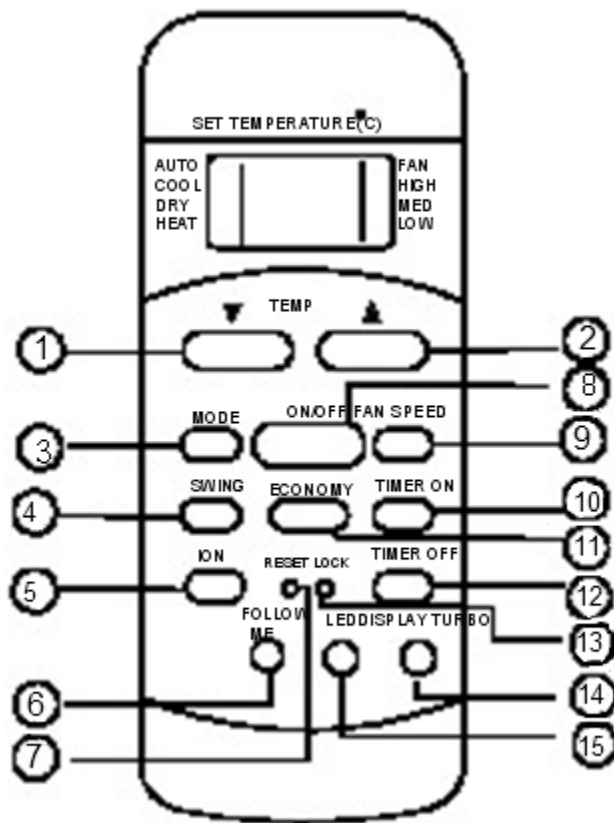 SET TEMPERATURE(°C)
AUTO
COOL
DRY
HEAT
FAN
HIGH
MED
LOW
TEMP
1
2
8
MODE
ON/OFF
FAN SPEED
3
9
SWING
ECONOMY
TIMER ON
4
10
11
ION
RESET
LOCK
TIMER OFF
5
12
FOLLOW
ME
LED DISPLAY
TURBO
13
6
14
7
15